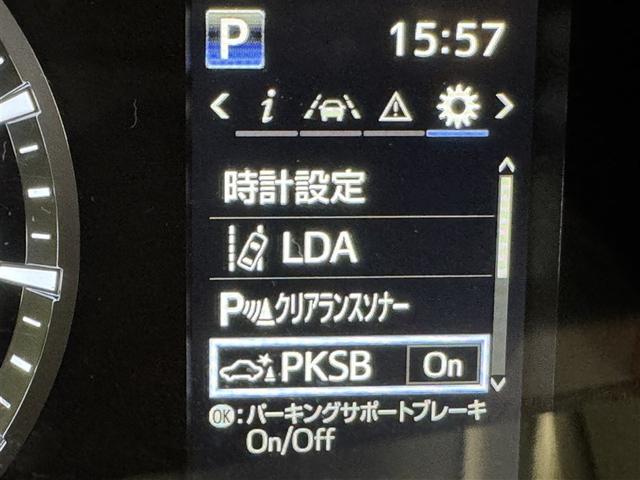 P 15:57
時計設定
LDA
P クリアランスソナー
PKSB On
OK:パーキングサポートブレーキ
On/Off